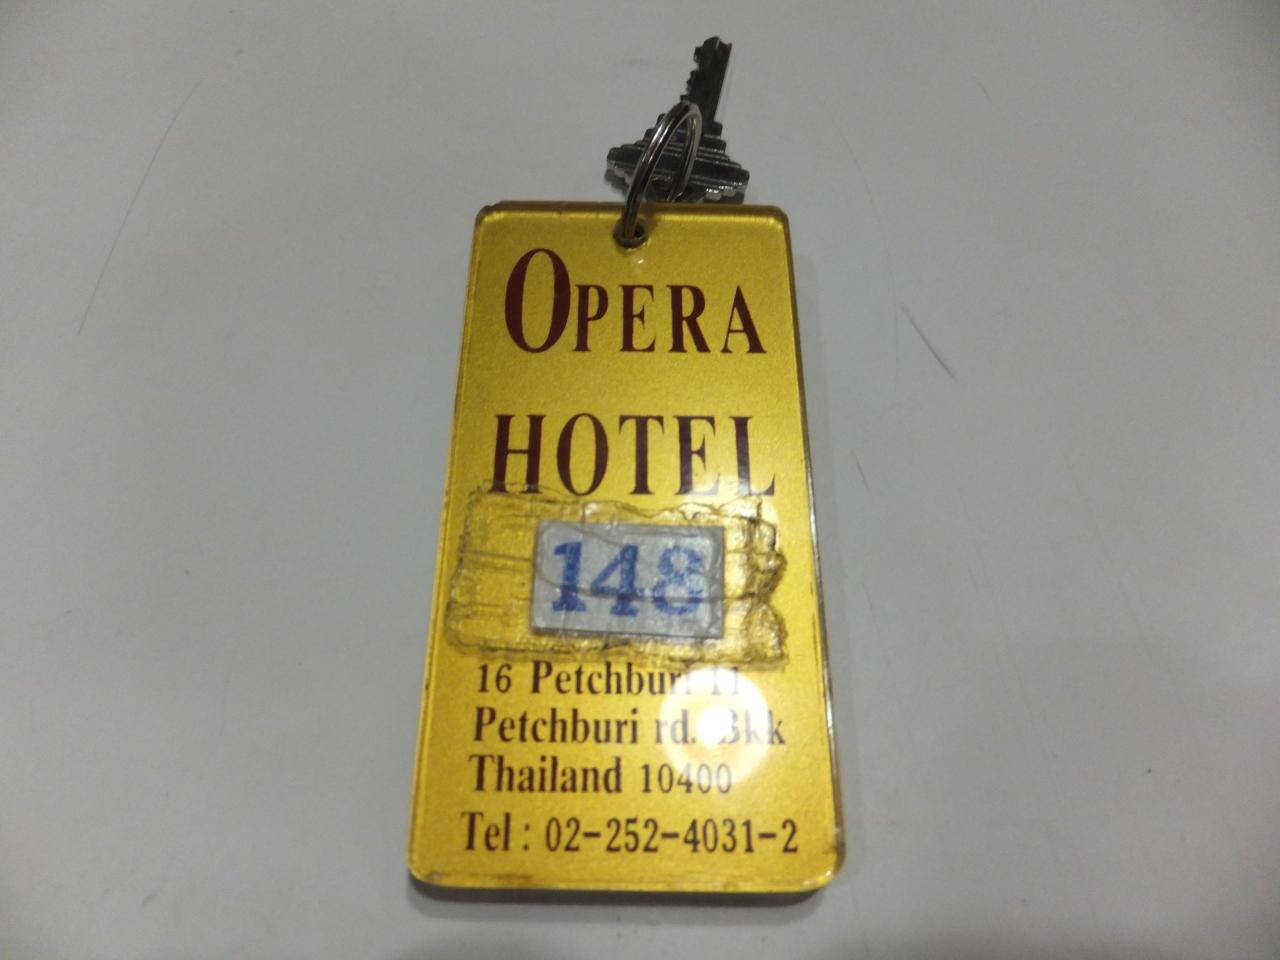 OPERA
HOTEL
148
16 Petchburi 11
Petchburi rd. Bkk
Thailand 10400
Tel : 02-252-4031-2